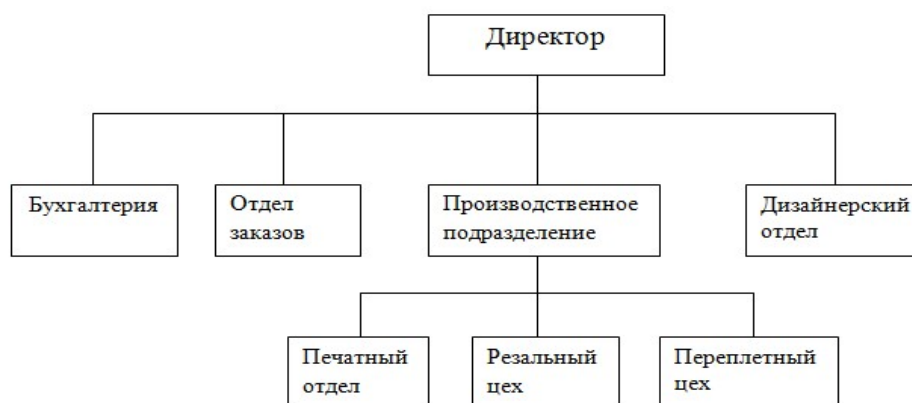 Директор
Бухгалтерия
Отдел
заказов
Производственное
подразделение
Дизайнерский
отдел
Печатный
отдел
Резальный
цех
Переплетный
цех